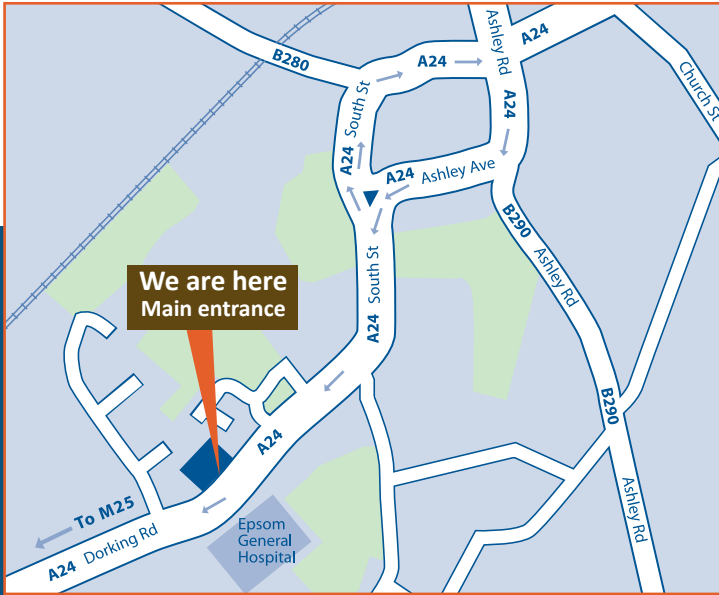 B280
A24
Ashley Rd
A24
Church St
A24 South St
A24
A24 Ashley Ave
B290 Ashley Rd
We are here
Main entrance
A24 South St
A24
B290
Ashley Rd
To M25
A24 Dorking Rd
Epsom
General
Hospital